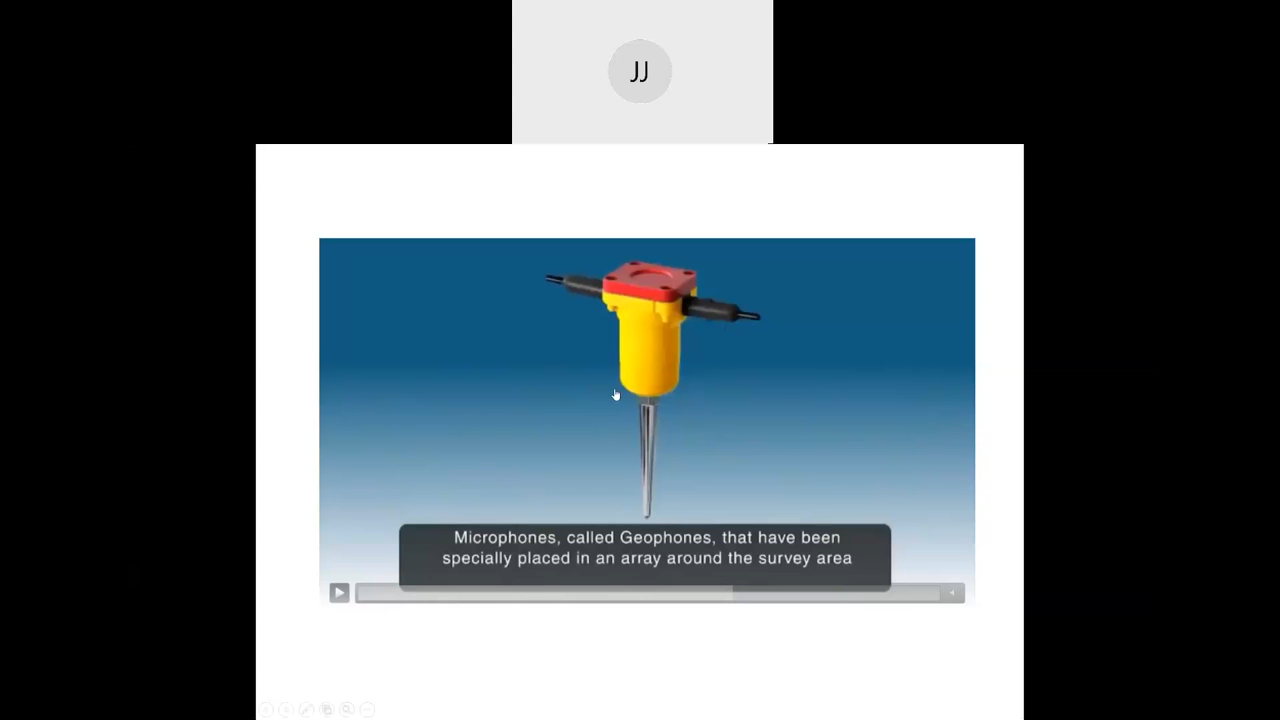 JJ
Microphones, called Geophones, that have been
specially placed in an array around the survey area